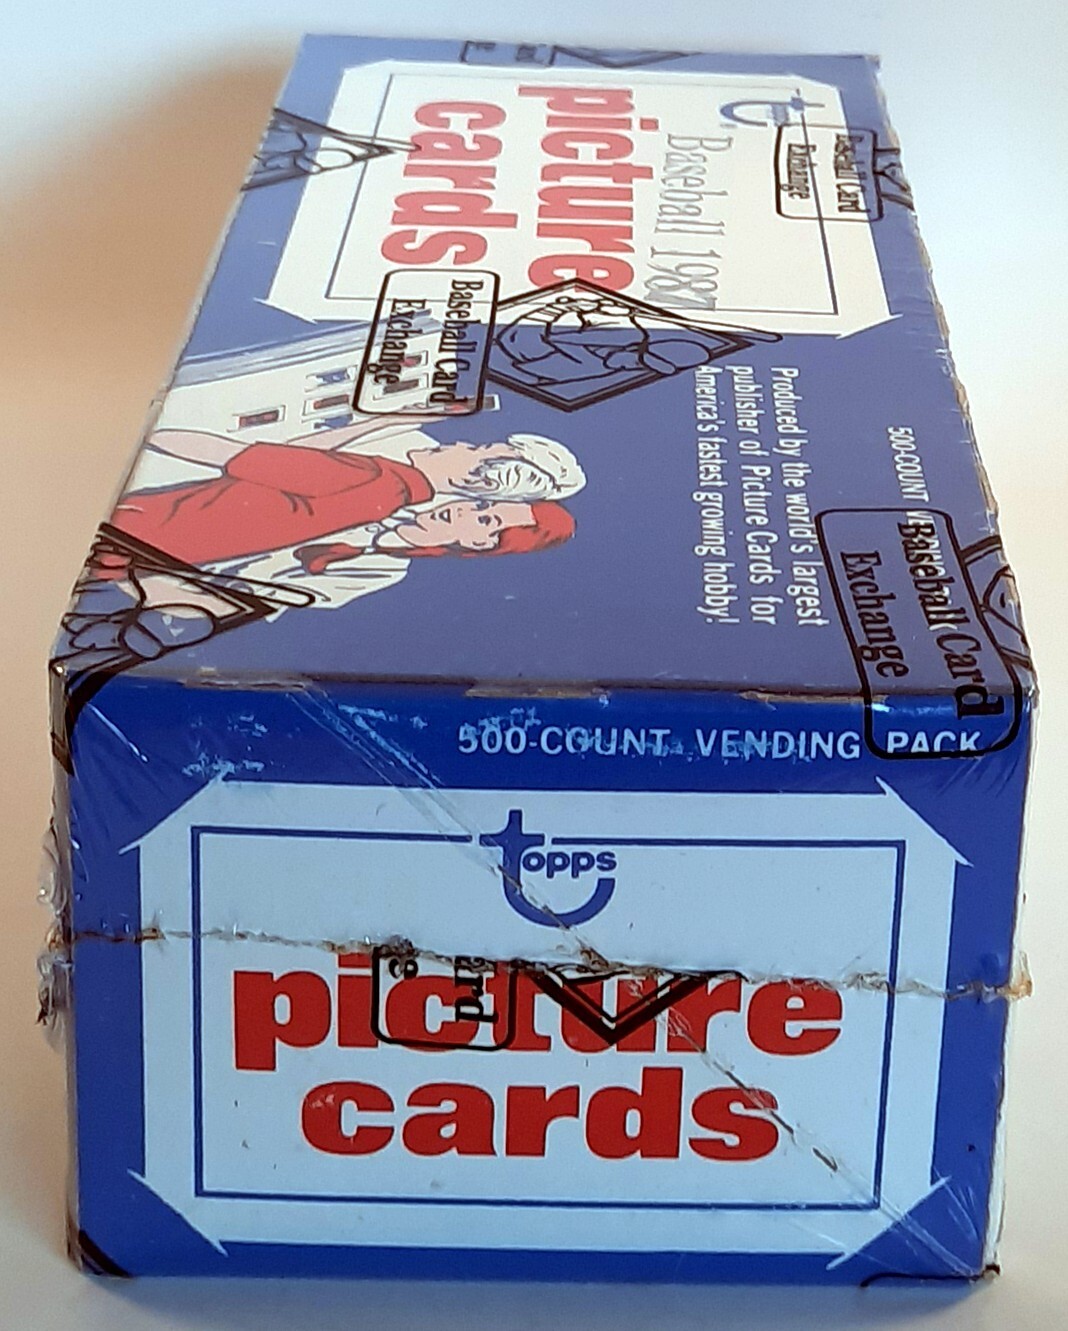 topps
Baseball 1987
picture
cards
Baseball Card
Exchange
Baseball Card
Exchange
Produced by the world's largest
publisher of Picture Cards for
America's fastest growing hobby!
500-COUNT
Baseball Card
Exchange
500-COUNT VENDING PACK
topps
picture
cards